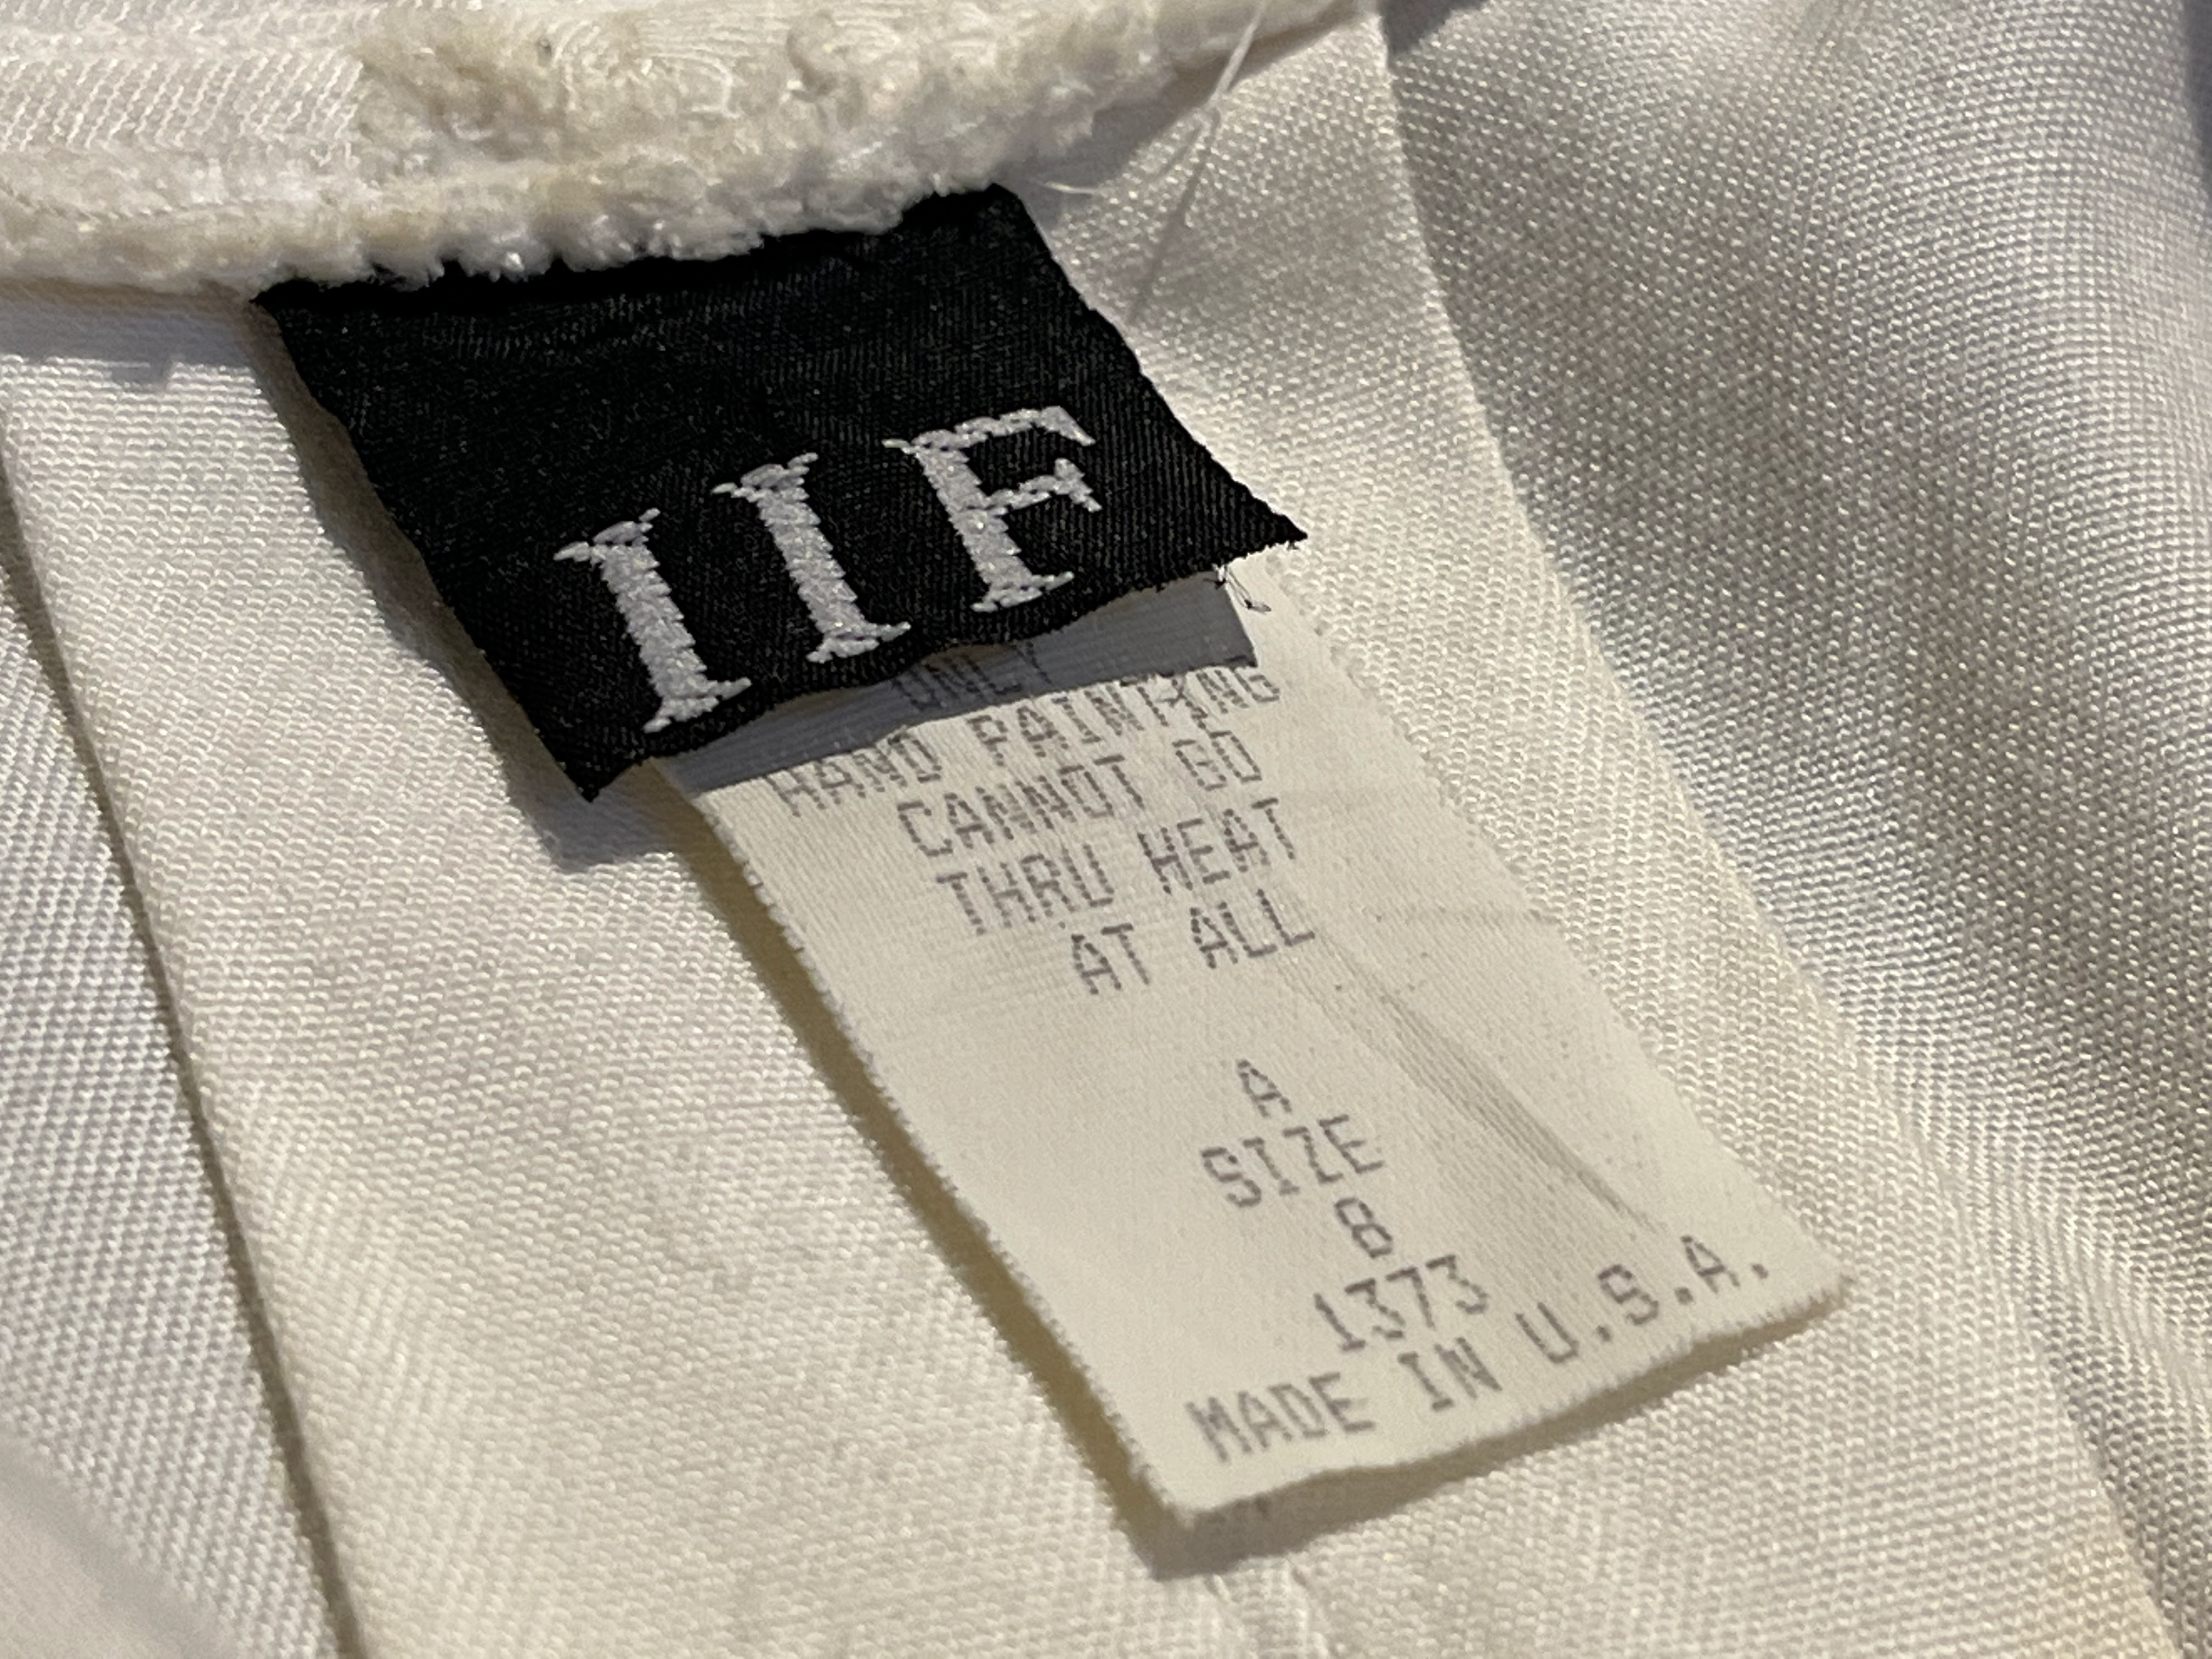 IIF
ONLY
HAND PAINTING
CANNOT GO
THRU HEAT
AT ALL
A
SIZE
8
1373
MADE IN U.S.A.